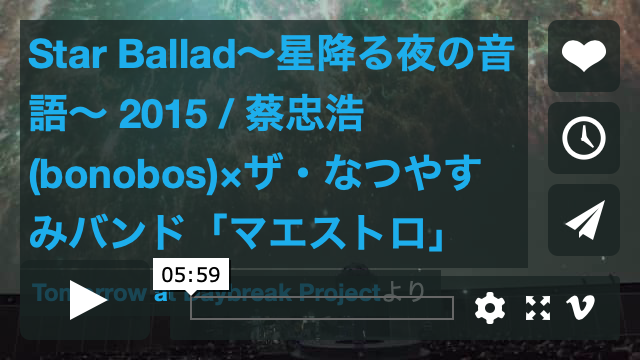 Star Ballad〜星降る夜の音
語〜 2015 / 蔡忠浩
(bonobos)×ザ・なつやす
みバンド「マエストロ」
05:59
Tomorrow at Daybreak Projectより